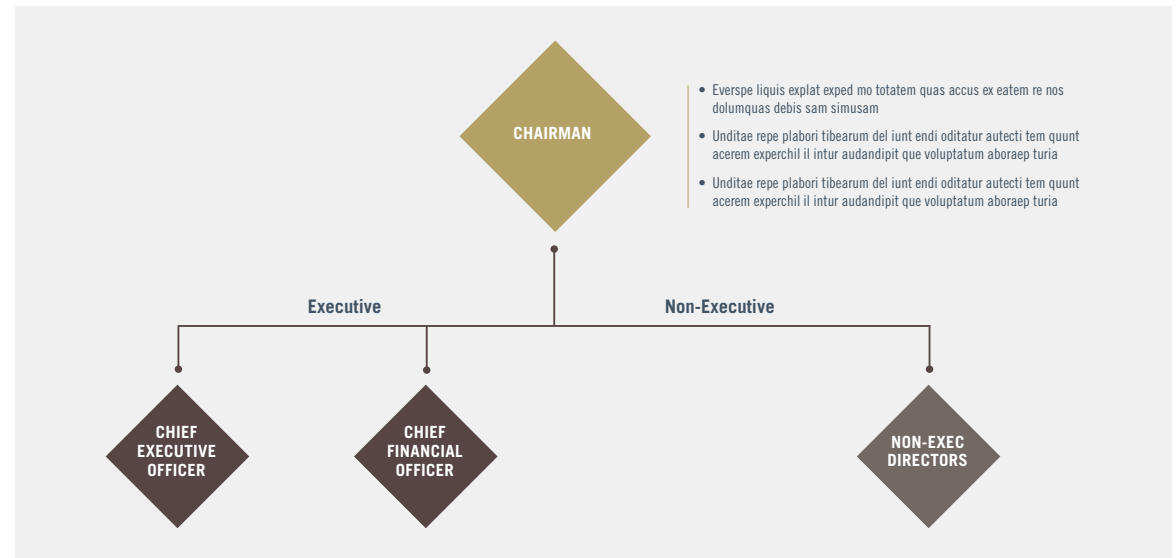 CHAIRMAN
• Everspe liquis explat exped mo totatem quas accus ex eatem re nos
dolumquas debis sam simusam
• Unditae repe plabori tibearum del iunt endi oditatur autecti tem quunt
acerem experchil il intur audandipit que voluptatum aboraep turia
• Unditae repe plabori tibearum del iunt endi oditatur autecti tem quunt
acerem experchil il intur audandipit que voluptatum aboraep turia
Executive
Non-Executive
CHIEF
EXECUTIVE
OFFICER
CHIEF
FINANCIAL
OFFICER
NON-EXEC
DIRECTORS